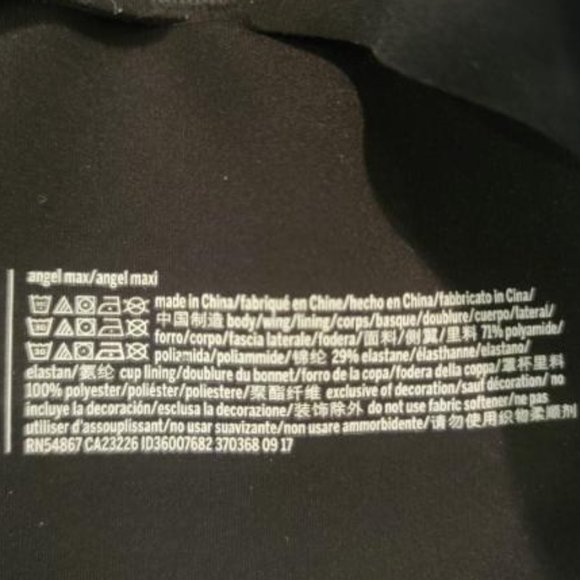 angel max/angel maxi
made in China/fabriqué en Chine/hecho en China/fabbricato in Cina/
中国制造 body/wing/lining/corps/basque/doublure/cuerpo/lateral/
forro/corpo/fascia laterale/fodera/面料/侧翼/里料 71% polyamide/
poliamida/poliammide/锦纶 29% elastane/élasthanne/elastano/
elastan/氨纶 cup lining/doublure du bonnet/forro de la copa/fodera della coppa/罩杯里料
100% polyester/poliéster/poliestere/聚酯纤维 exclusive of decoration/sauf décoration/no
incluye la decoración/esclusa la decorazione/装饰除外 do not use fabric softener/ne pas
utiliser d'assouplissant/no usar suavizante/non usare ammorbidente/请勿使用织物柔顺剂
RN54867 CA23226 ID36007682 370368 09 17